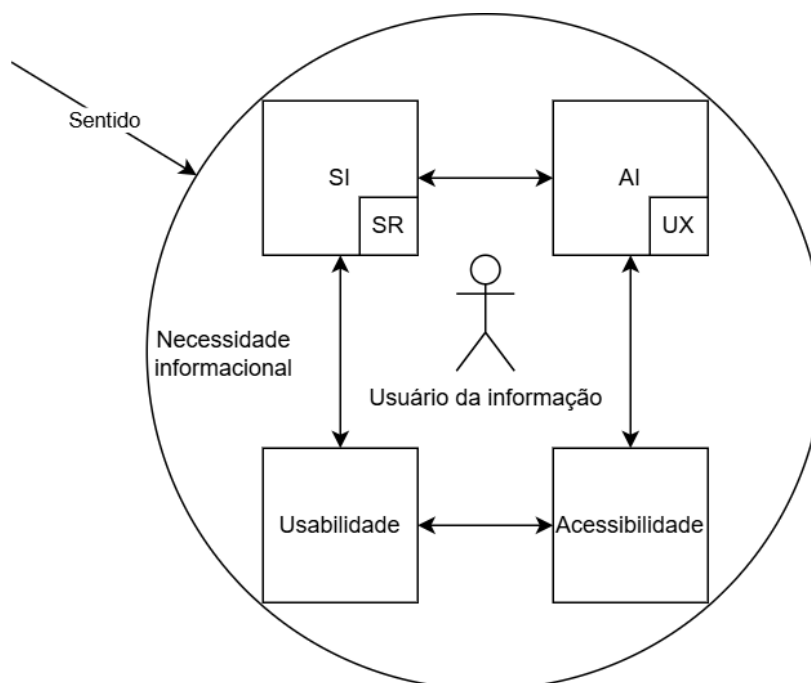 Sentido
SI
AI
SR
UX
Necessidade
informacional
Usuário da informação
Usabilidade
Acessibilidade